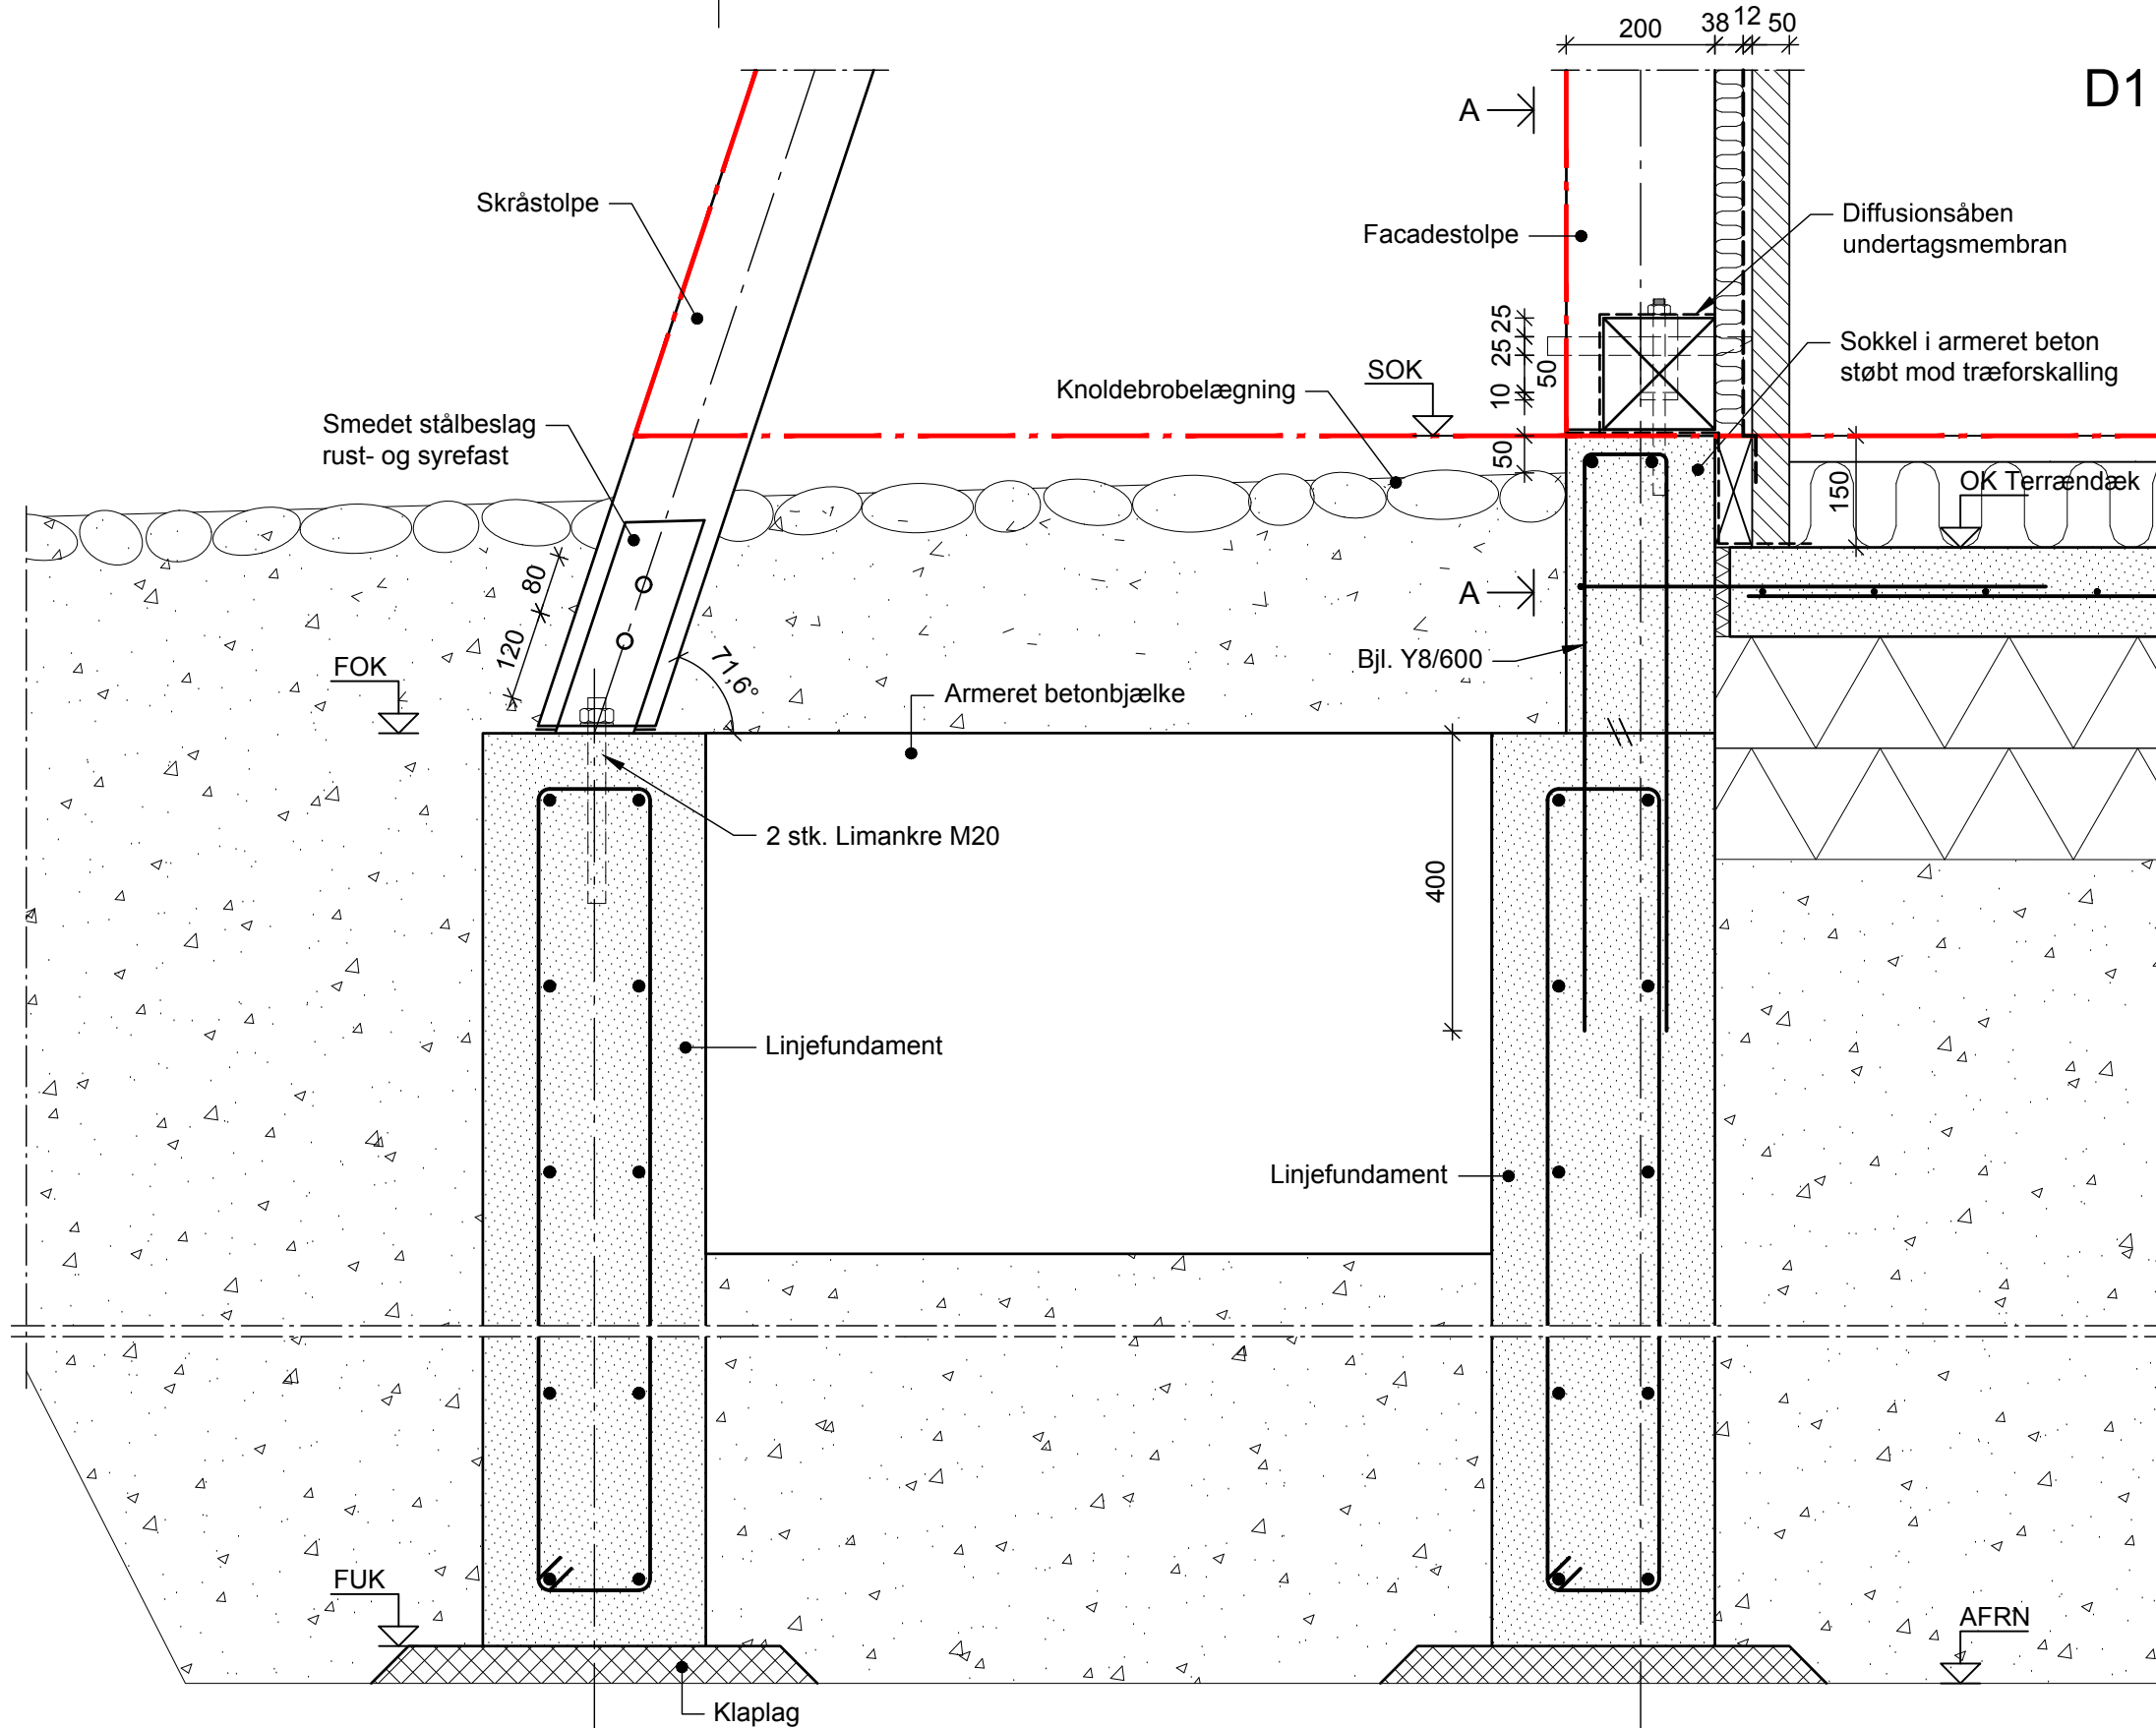 200
38
12
50
D1
A
Skråstolpe
Facadestolpe
Diffusionsåben
undertagsmembran
25
25
50
10
50
SOK
Sokkel i armeret beton
støbt mod træforskalling
Knoldebrobelægning
Smedet stålbeslag
rust- og syrefast
OK Terrændæk
150
80
120
A
71,6°
Bjl. Y8/600
FOK
Armeret betonbjælke
2 stk. Limankre M20
400
Linjefundament
Linjefundament
FUK
AFRN
Klaplag